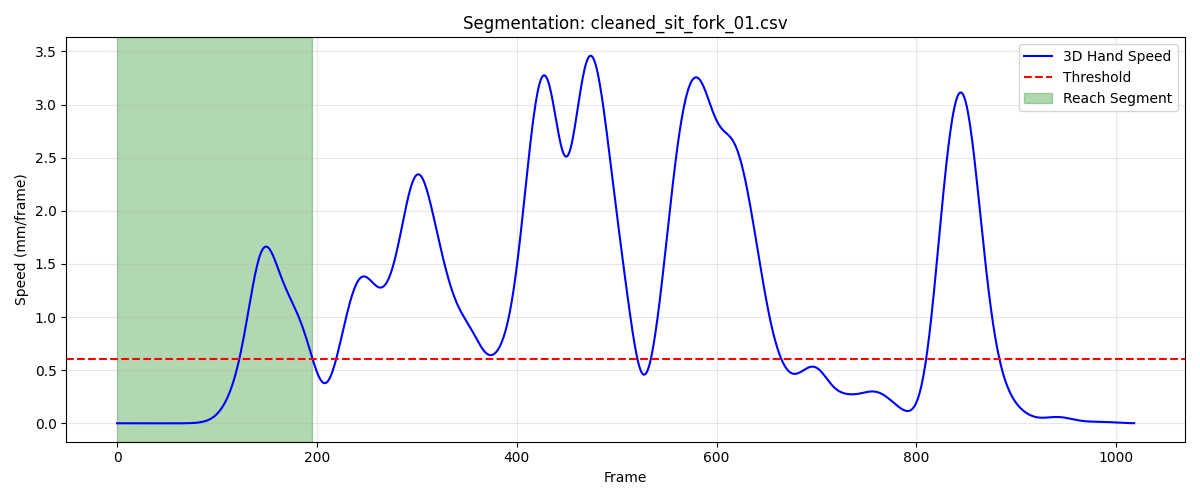 Segmentation: cleaned_sit_fork_01.csv
3D Hand Speed
Threshold
Reach Segment
Speed (mm/frame)
3.5
3.0
2.5
2.0
1.5
1.0
0.5
0.0
0 200 400 600 800 1000
Frame